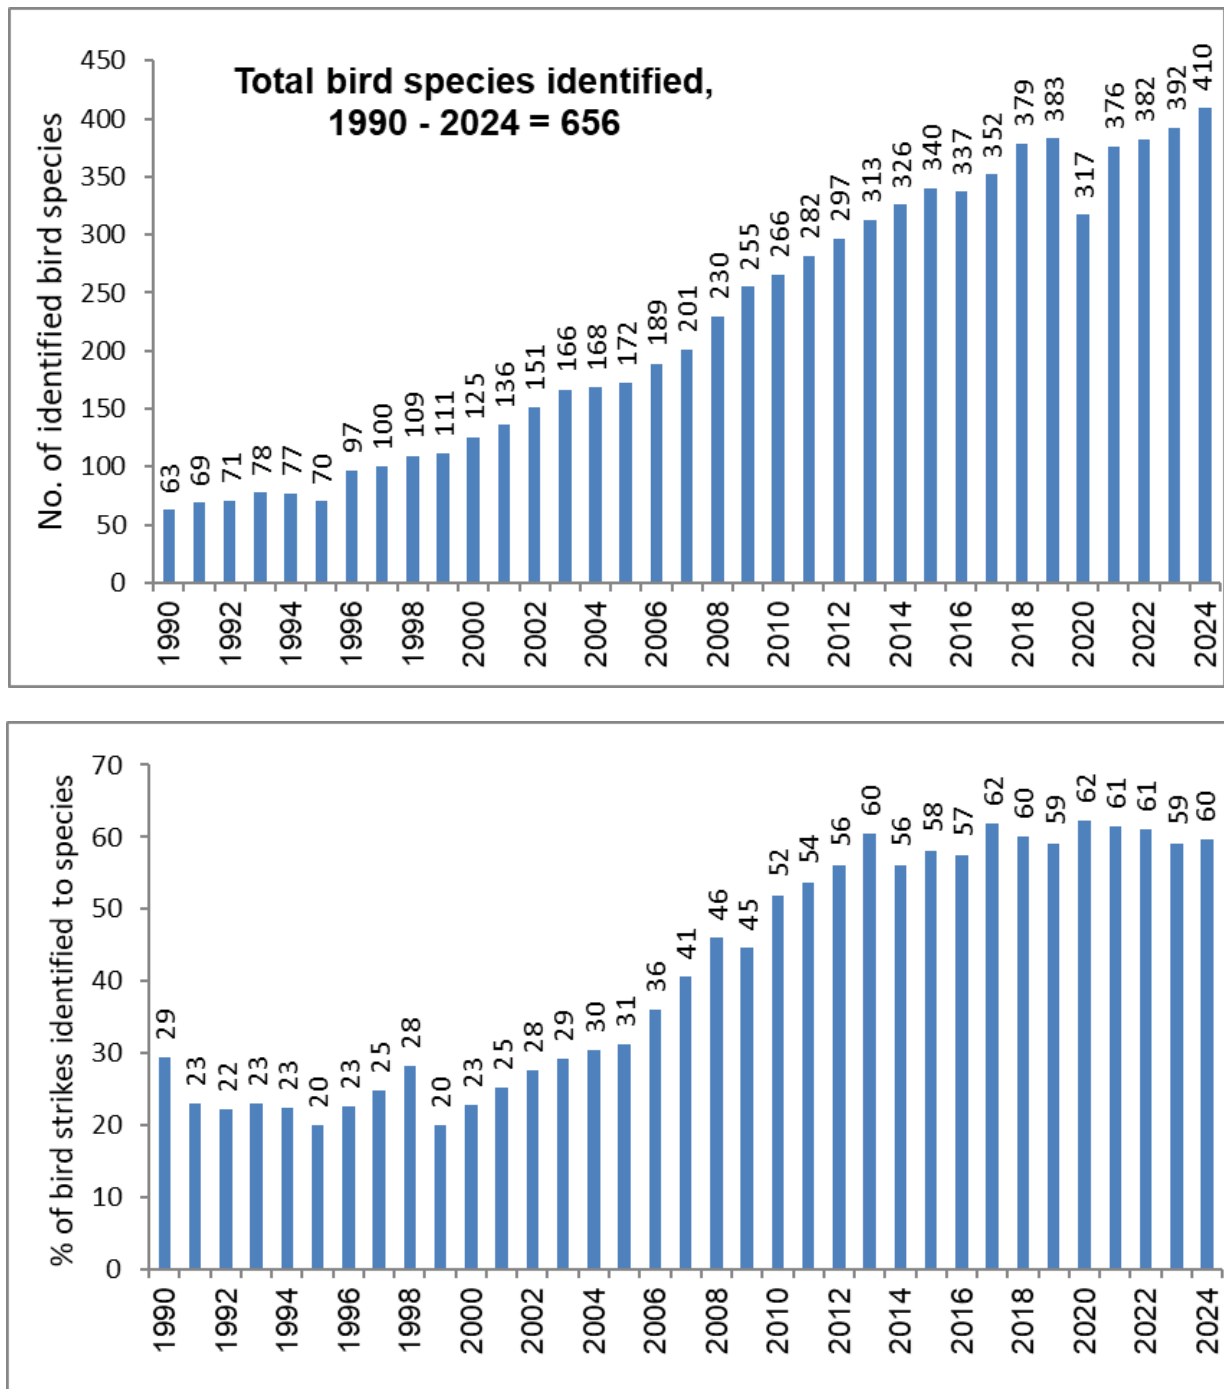 Total bird species identified,
1990 - 2024 = 656
No. of identified bird species
450
400
350
300
250
200
150
100
50
0
63 69 71 78 77 70 97 100 109 111 125 136 151 166 168 172 189 201 230 255 266 282 297 313 326 340 337 352 379 383 317 376 382 392 410
1990 1992 1994 1996 1998 2000 2002 2004 2006 2008 2010 2012 2014 2016 2018 2020 2022 2024
% of bird strikes identified to species
70
60
50
40
30
20
10
0
29 23 22 23 23 20 23 25 28 20 23 25 28 29 30 31 36 41 46 45 52 54 56 60 56 58 57 62 60 59 62 61 61 59 60
1990 1992 1994 1996 1998 2000 2002 2004 2006 2008 2010 2012 2014 2016 2018 2020 2022 2024